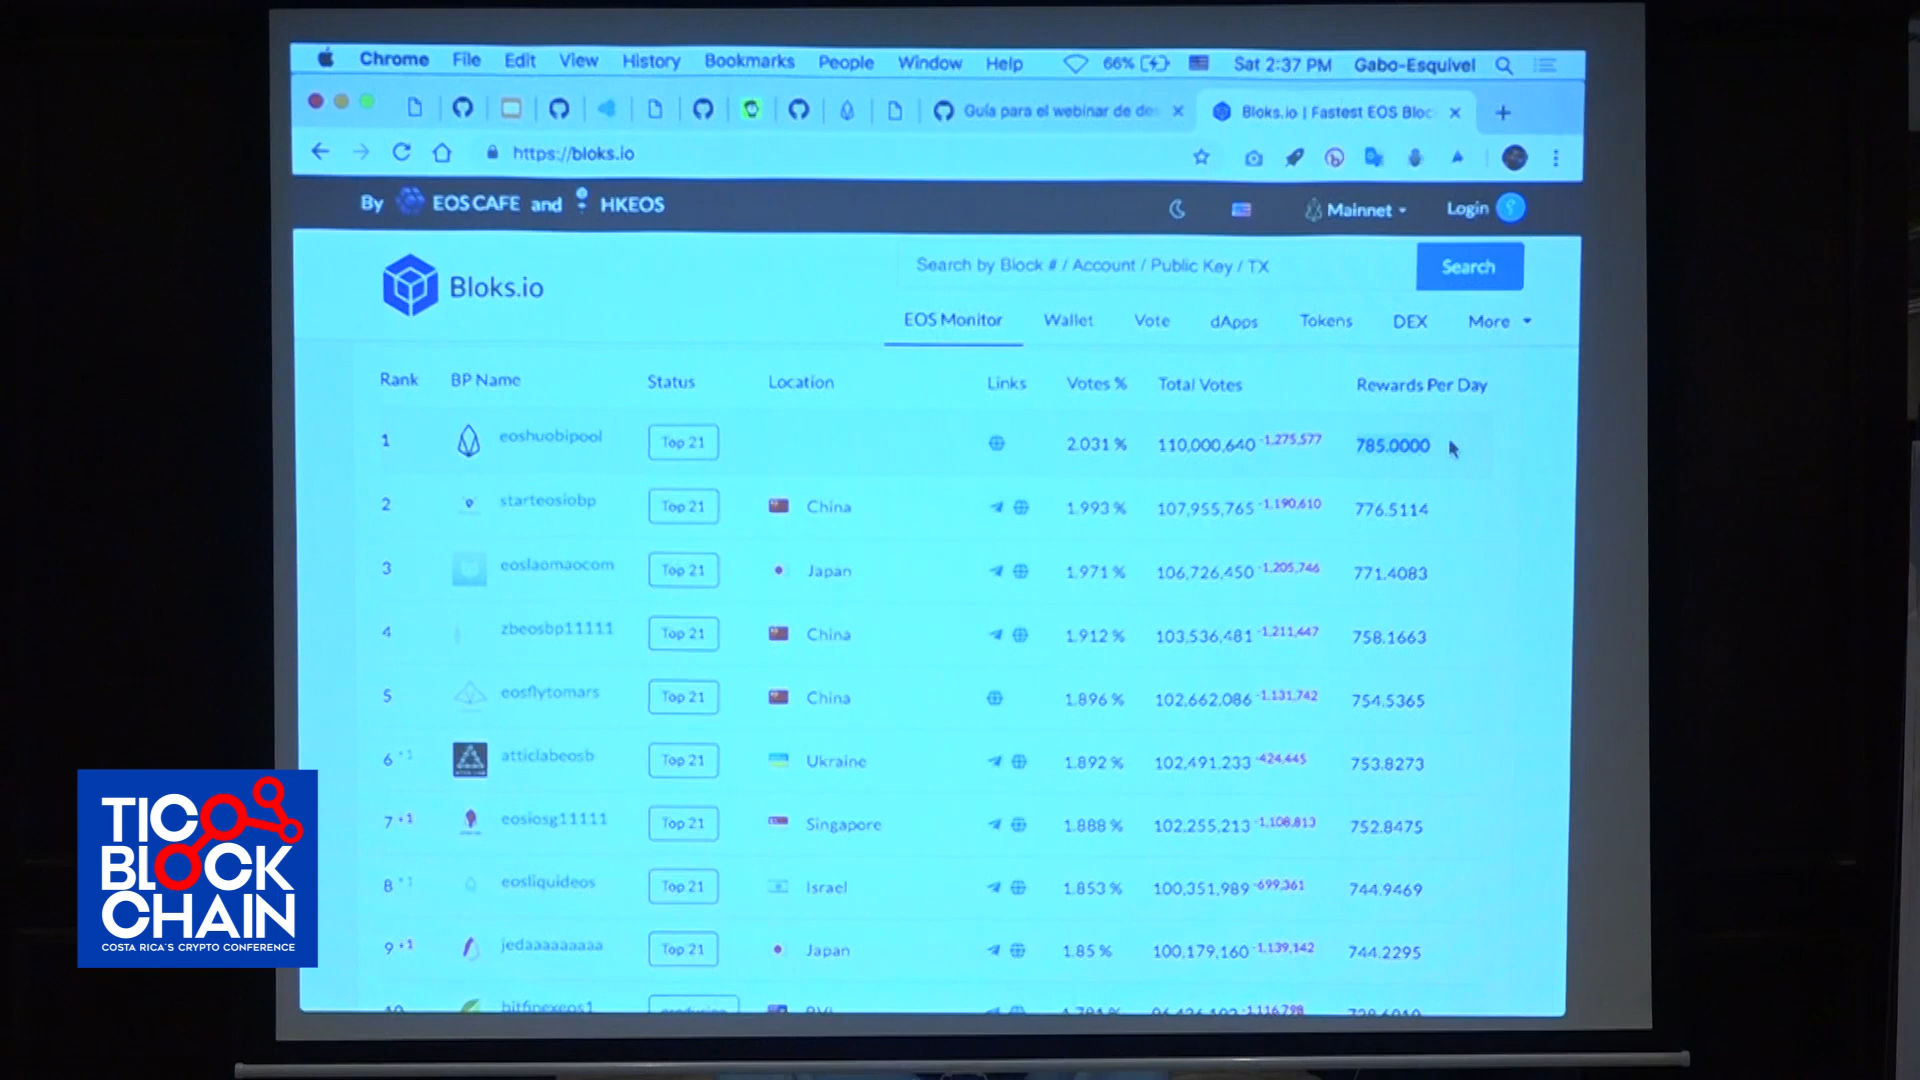 Chrome File Edit View History Bookmarks People Window Help 66% Sat 2:37 PM Gabo-Esquivel
Guía para el webinar de de Bloks.io | Fastest EOS Bloc
https://bloks.io
By EOS CAFE and HKEOS Mainnet Login
Bloks.io
Search by Block # / Account / Public Key / TX Search
EOS Monitor Wallet Vote dApps Tokens DEX More
Rank BP Name Status Location Links Votes % Total Votes Rewards Per Day
1 eoshuobipool Top 21 2.031 % 110,000,640 -1,275,577 785.0000
2 starteosiobp Top 21 China 1.993 % 107,955,765 -1,190,610 776.5114
3 eoslaomaocom Top 21 Japan 1.971 % 106,726,450 -1,205,746 771.4083
4 zbeosbp11111 Top 21 China 1.912 % 103,536,481 -1,211,447 758.1663
5 eosflytomars Top 21 China 1.896 % 102,662,086 -1,131,742 754.5365
6 +1 atticlabeosb Top 21 Ukraine 1.892 % 102,491,233 -424,445 753.8273
7 +1 eosiosg11111 Top 21 Singapore 1.888 % 102,255,213 -1,108,813 752.8475
8 +1 eosliquideos Top 21 Israel 1.853 % 100,351,989 -699,361 744.9469
9 +1 jedaaaaaaaaa Top 21 Japan 1.85 % 100,179,160 -1,139,142 744.2295
10 bitfinexeos1 BVI
TICO
BLOCK
CHAIN
COSTA RICA'S CRYPTO CONFERENCE